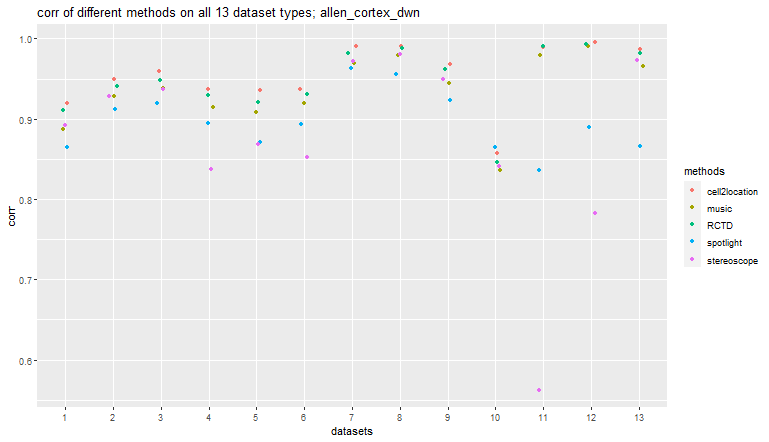 corr of different methods on all 13 dataset types; allen_cortex_dwn
1.0
0.9
0.8
0.7
0.6
corr
1 2 3 4 5 6 7 8 9 10 11 12 13
datasets
methods
cell2location
music
RCTD
spotlight
stereoscope